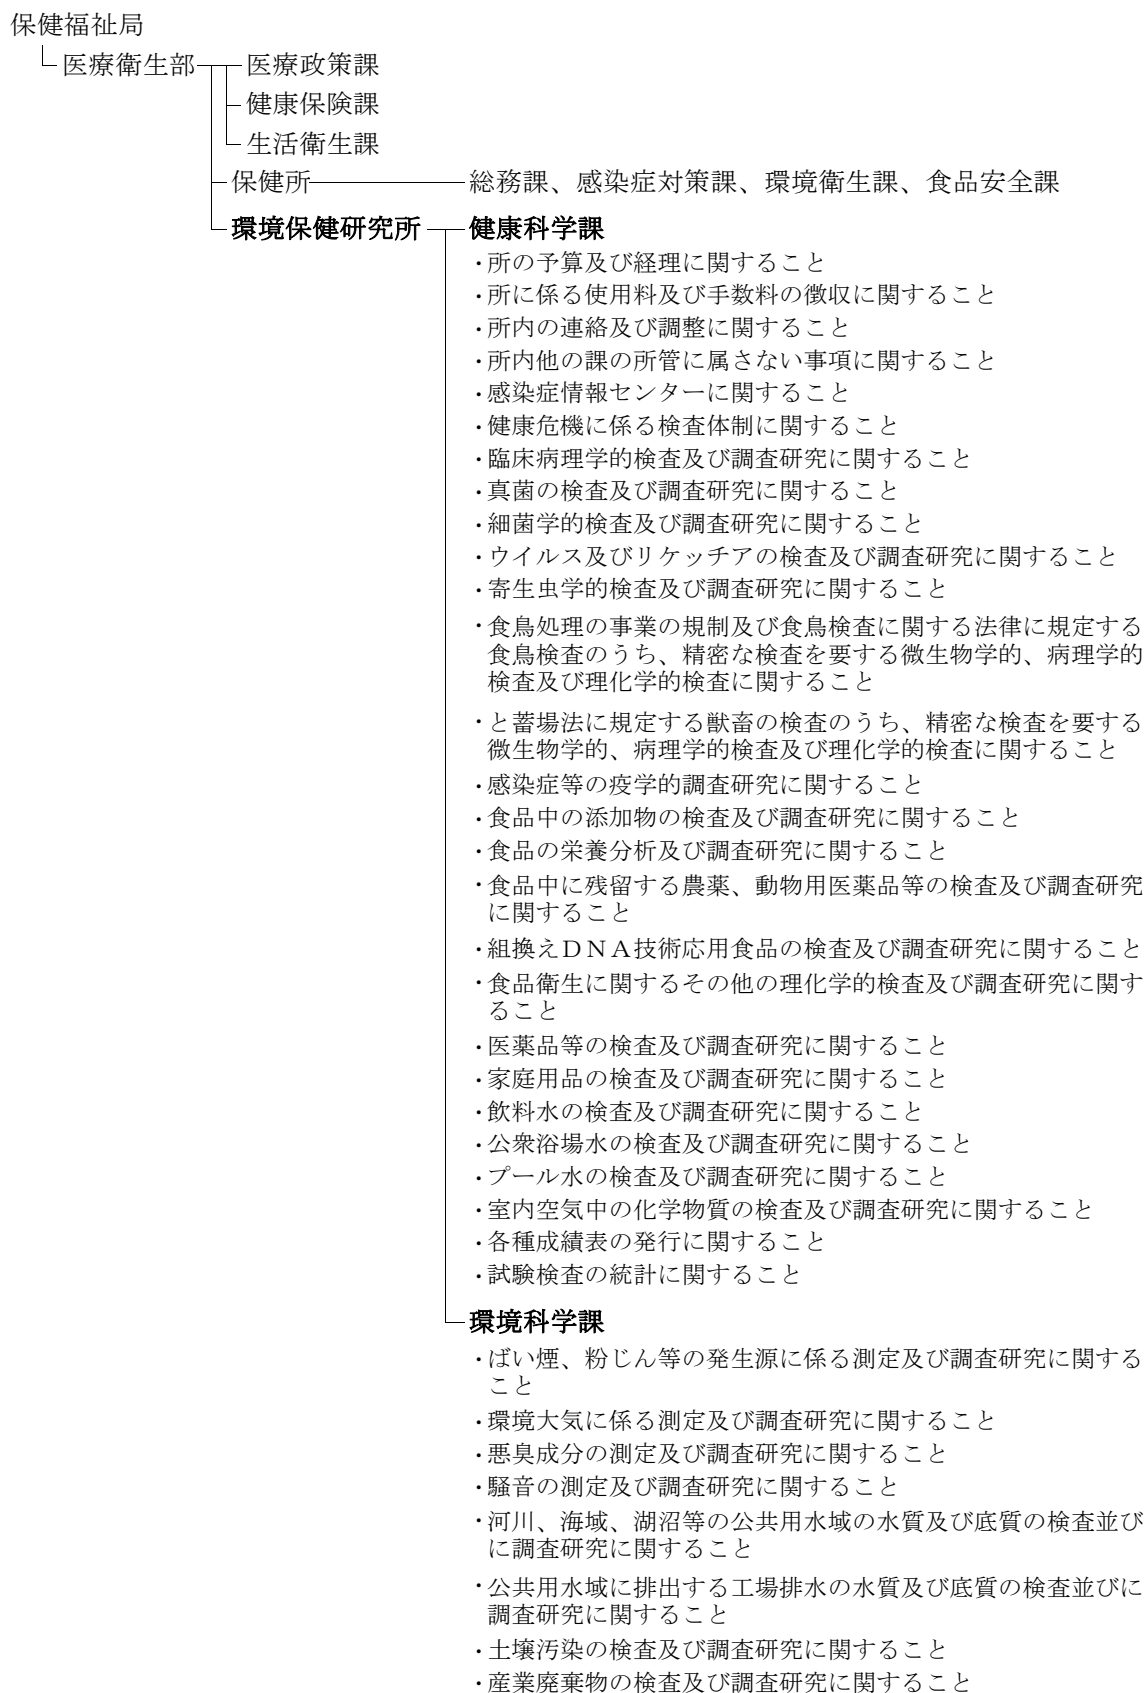 保健福祉局
医療衛生部 医療政策課
健康保険課
生活衛生課
保健所 総務課、感染症対策課、環境衛生課、食品安全課
環境保健研究所 健康科学課
・所の予算及び経理に関すること
・所に係る使用料及び手数料の徴収に関すること
・所内の連絡及び調整に関すること
・所内他の課の所管に属さない事項に関すること
・感染症情報センターに関すること
・健康危機に係る検査体制に関すること
・臨床病理学的検査及び調査研究に関すること
・真菌の検査及び調査研究に関すること
・細菌学的検査及び調査研究に関すること
・ウイルス及びリケッチアの検査及び調査研究に関すること
・寄生虫学的検査及び調査研究に関すること
・食鳥処理の事業の規制及び食鳥検査に関する法律に規定する
食鳥検査のうち、精密な検査を要する微生物学的、病理学的
検査及び理化学的検査に関すること
・と蓄場法に規定する獣畜の検査のうち、精密な検査を要する
微生物学的、病理学的検査及び理化学的検査に関すること
・感染症等の疫学的調査研究に関すること
・食品中の添加物の検査及び調査研究に関すること
・食品の栄養分析及び調査研究に関すること
・食品中に残留する農薬、動物用医薬品等の検査及び調査研究
に関すること
・組換えＤＮＡ技術応用食品の検査及び調査研究に関すること
・食品衛生に関するその他の理化学的検査及び調査研究に関す
ること
・医薬品等の検査及び調査研究に関すること
・家庭用品の検査及び調査研究に関すること
・飲料水の検査及び調査研究に関すること
・公衆浴場水の検査及び調査研究に関すること
・プール水の検査及び調査研究に関すること
・室内空気中の化学物質の検査及び調査研究に関すること
・各種成績表の発行に関すること
・試験検査の統計に関すること
環境科学課
・ばい煙、粉じん等の発生源に係る測定及び調査研究に関する
こと
・環境大気に係る測定及び調査研究に関すること
・悪臭成分の測定及び調査研究に関すること
・騒音の測定及び調査研究に関すること
・河川、海域、湖沼等の公共用水域の水質及び底質の検査並び
に調査研究に関すること
・公共用水域に排出する工場排水の水質及び底質の検査並びに
調査研究に関すること
・土壌汚染の検査及び調査研究に関すること
・産業廃棄物の検査及び調査研究に関すること